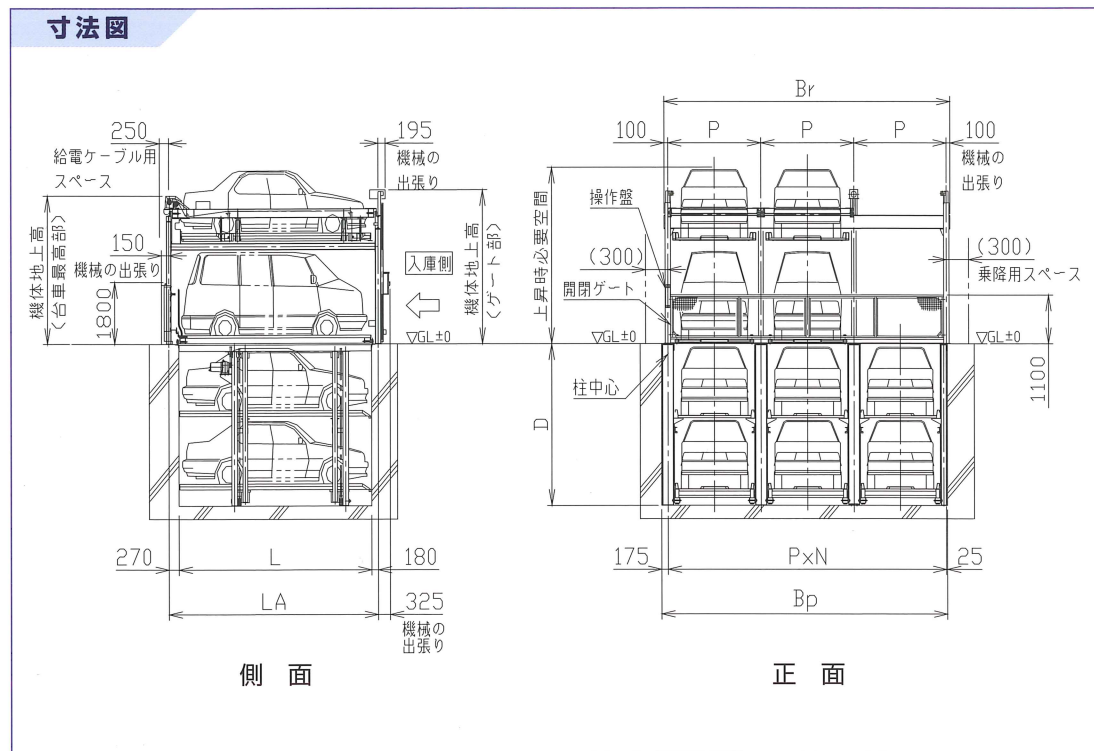 寸法図
250
給電ケーブル用
スペース
195
機械の
出張り
機体地上高
(台車最高部)
150
機械の出張り
1800
機体地上高
(ゲート部)
入庫側
▽GL±0
270
L
180
LA
325
機械の
出張り
側 面
Br
100
P
P
P
100
機械の
出張り
上昇時必要空間
操作盤
(300)
開閉ゲート
(300)
乗降用スペース
▽GL±0
▽GL±0
1100
柱中心
D
175
P×N
25
Bp
正 面